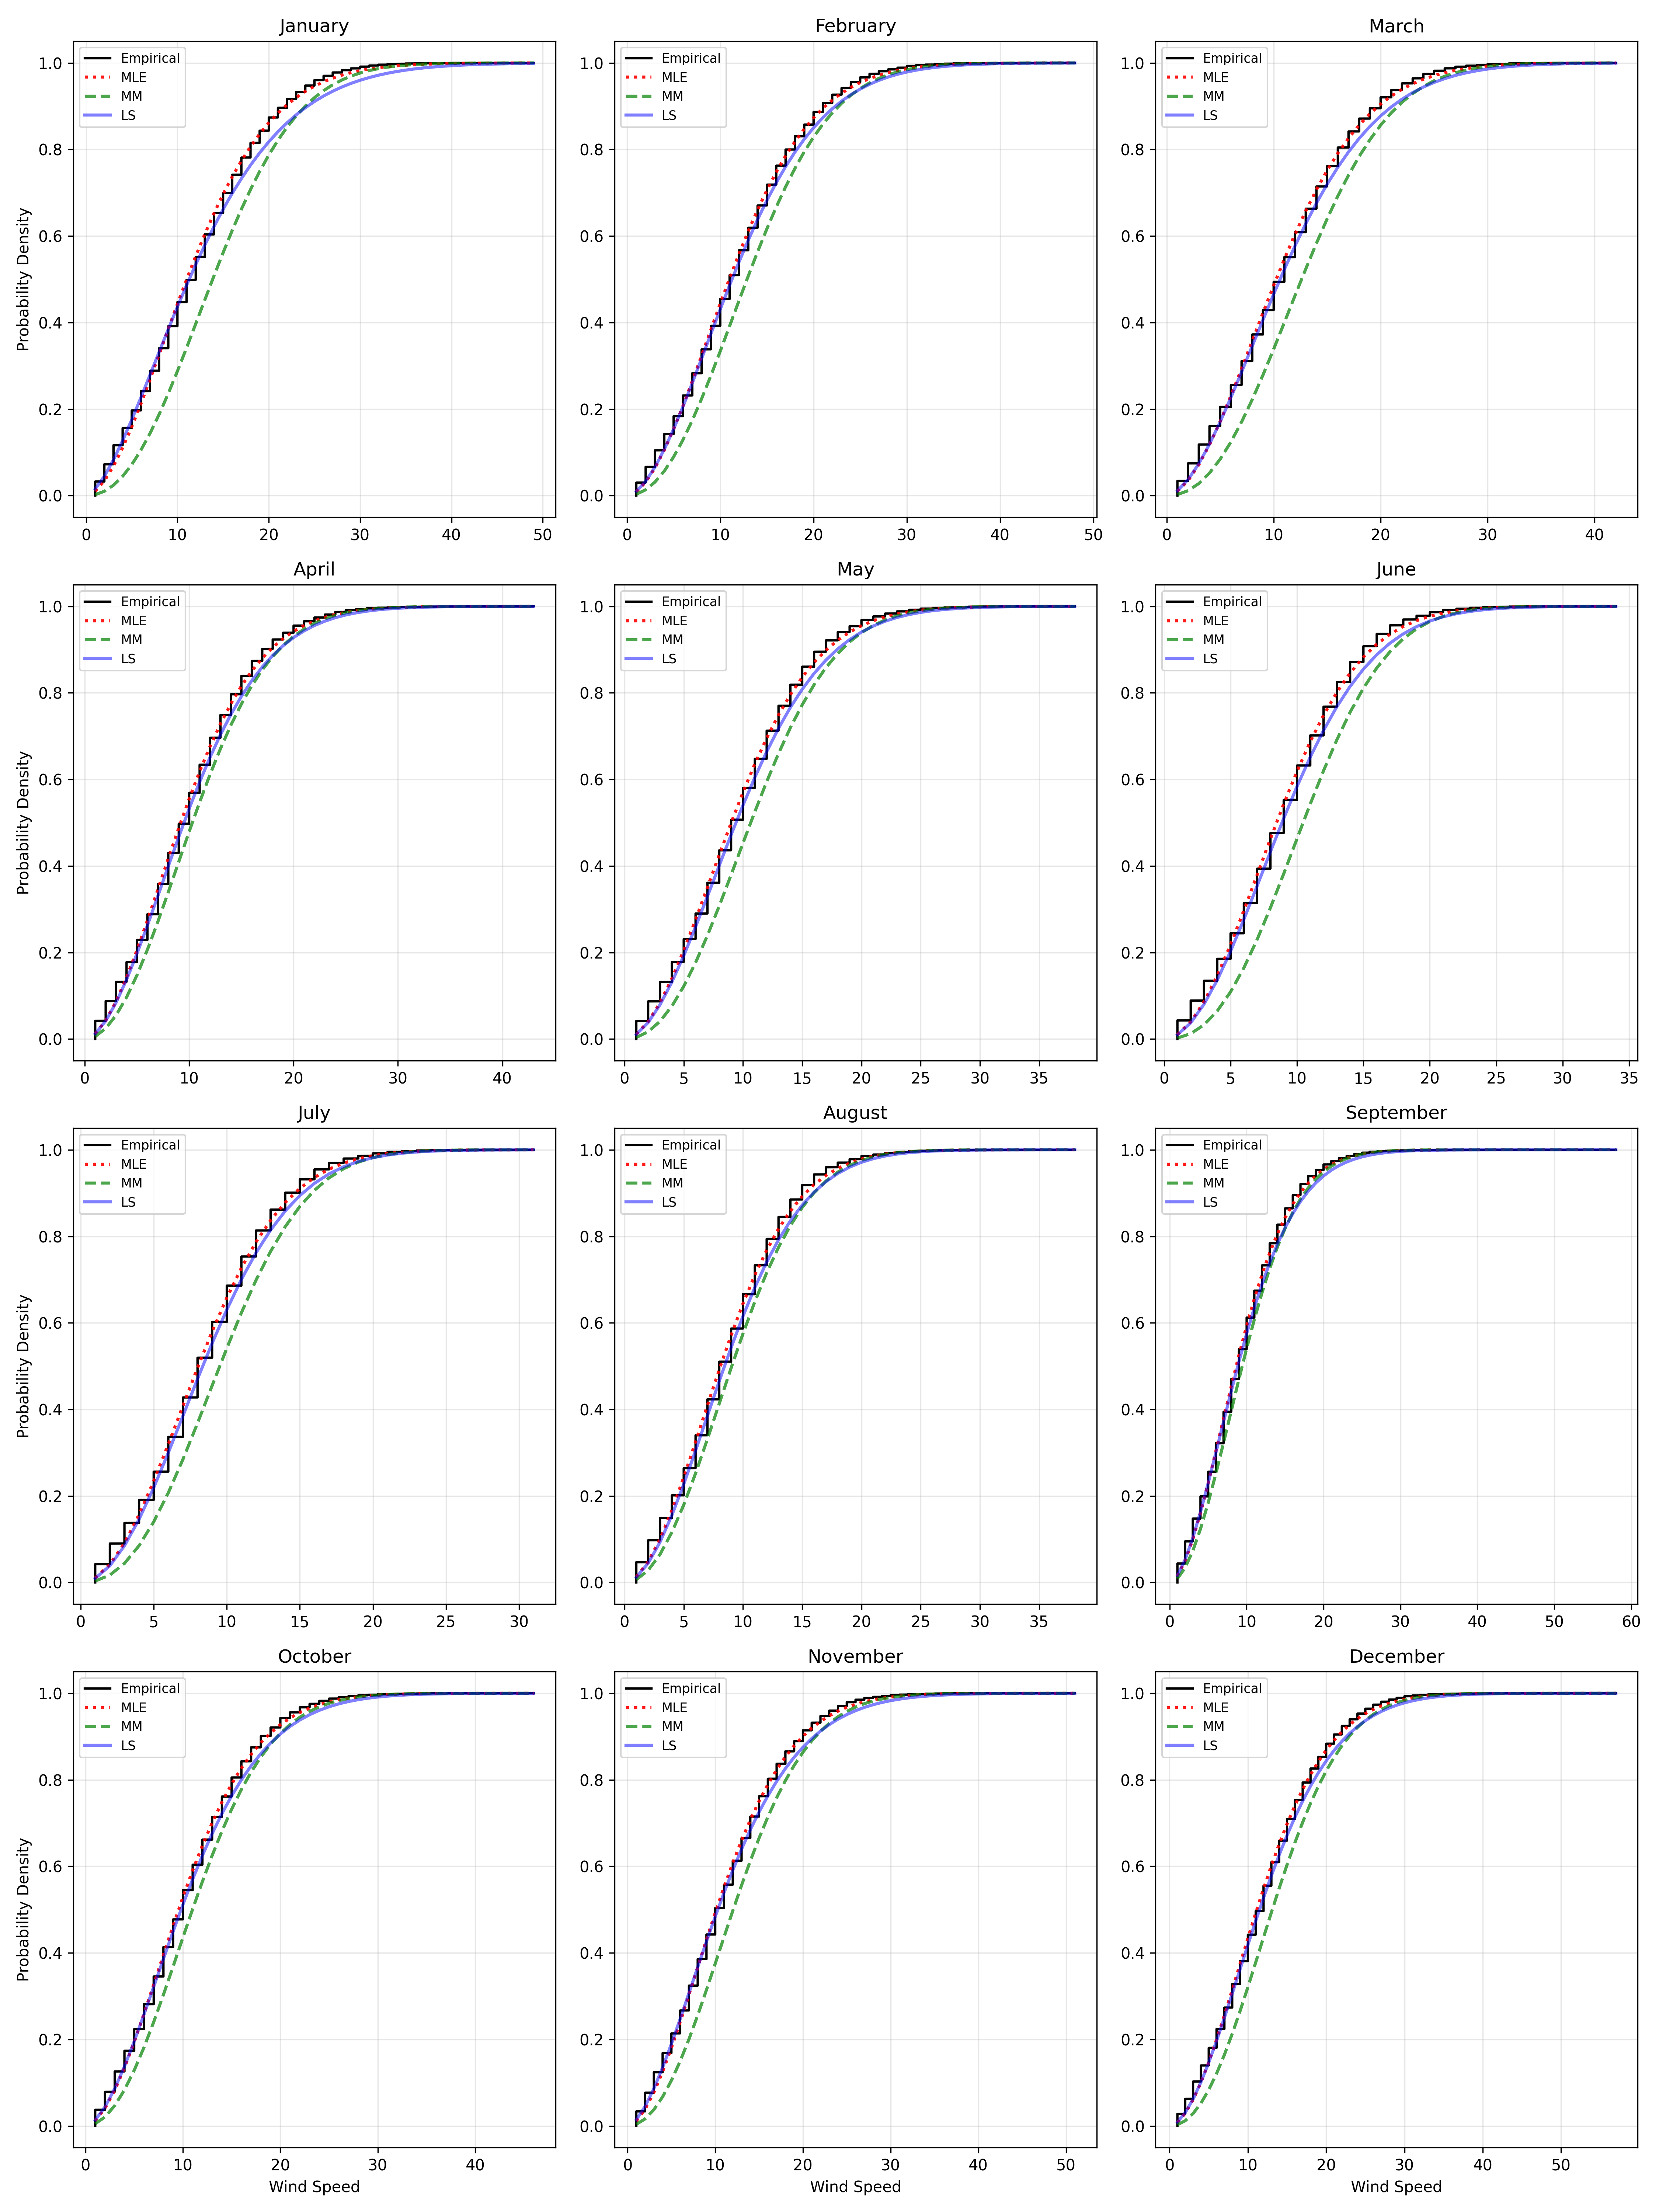 January
Probability Density
1.0
0.8
0.6
0.4
0.2
0.0
Empirical
MLE
MM
LS
0 10 20 30 40 50
February
1.0
0.8
0.6
0.4
0.2
0.0
Empirical
MLE
MM
LS
0 10 20 30 40 50
March
1.0
0.8
0.6
0.4
0.2
0.0
Empirical
MLE
MM
LS
0 10 20 30 40
April
Probability Density
1.0
0.8
0.6
0.4
0.2
0.0
Empirical
MLE
MM
LS
0 10 20 30 40
May
1.0
0.8
0.6
0.4
0.2
0.0
Empirical
MLE
MM
LS
0 5 10 15 20 25 30 35
June
1.0
0.8
0.6
0.4
0.2
0.0
Empirical
MLE
MM
LS
0 5 10 15 20 25 30 35
July
Probability Density
1.0
0.8
0.6
0.4
0.2
0.0
Empirical
MLE
MM
LS
0 5 10 15 20 25 30
August
1.0
0.8
0.6
0.4
0.2
0.0
Empirical
MLE
MM
LS
0 5 10 15 20 25 30 35
September
1.0
0.8
0.6
0.4
0.2
0.0
Empirical
MLE
MM
LS
0 10 20 30 40 50 60
October
Probability Density
1.0
0.8
0.6
0.4
0.2
0.0
Empirical
MLE
MM
LS
0 10 20 30 40
Wind Speed
November
1.0
0.8
0.6
0.4
0.2
0.0
Empirical
MLE
MM
LS
0 10 20 30 40 50
Wind Speed
December
1.0
0.8
0.6
0.4
0.2
0.0
Empirical
MLE
MM
LS
0 10 20 30 40 50
Wind Speed